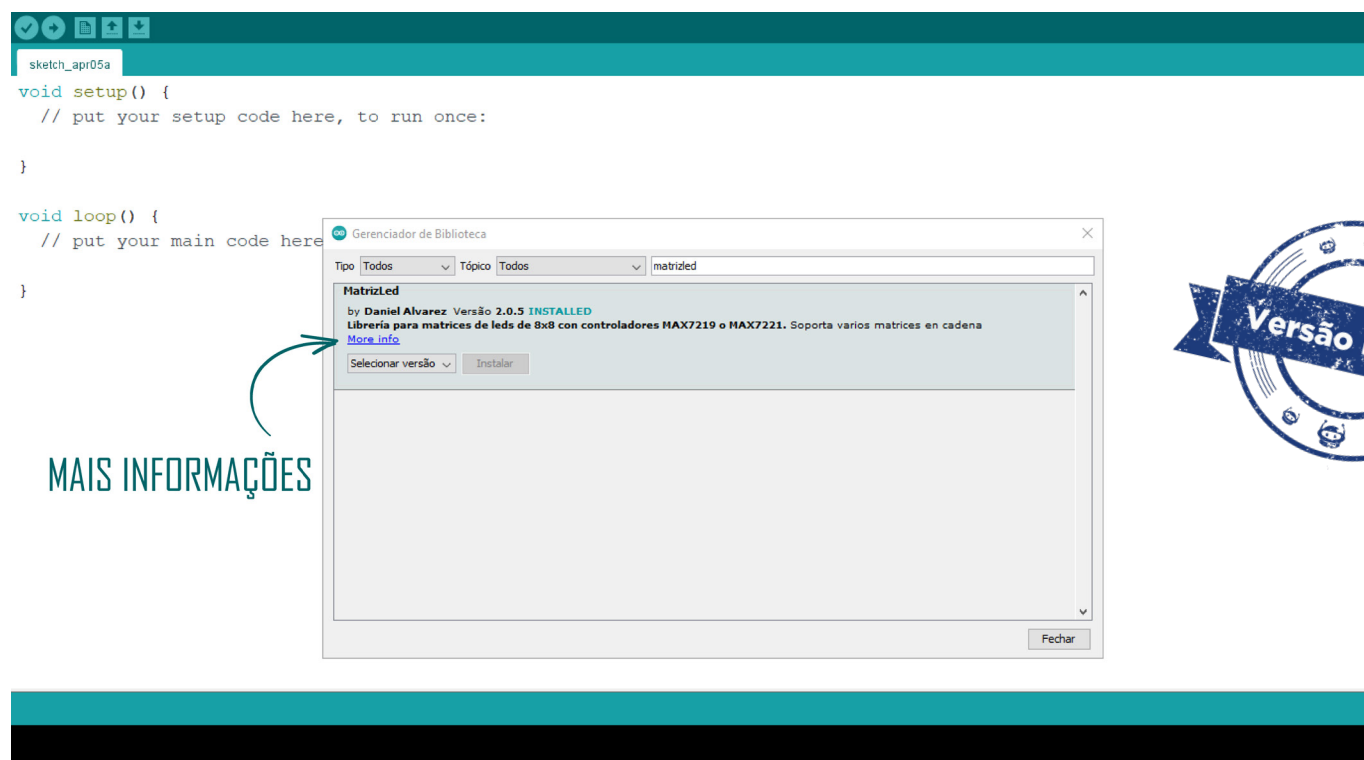 sketch_apr05a
void setup() {
// put your setup code here, to run once:
}
void loop() {
// put your main code here
}
Gerenciador de Biblioteca
Tipo Todos Tópico Todos matrizled
MatrizLed
by Daniel Alvarez Versão 2.0.5 INSTALLED
Librería para matrices de leds de 8x8 con controladores MAX7219 o MAX7221. Soporta varios matrices en cadena
More info
Selecionar versão Instalar
Fechar
MAIS INFORMAÇÕES
Versão